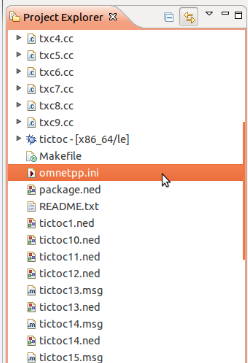 Project Explorer
txc4.cc
txc5.cc
txc6.cc
txc7.cc
txc8.cc
txc9.cc
tictoc - [x86_64/le]
Makefile
omnetpp.ini
package.ned
README.txt
tictoc1.ned
tictoc10.ned
tictoc11.ned
tictoc12.ned
tictoc13.msg
tictoc13.ned
tictoc14.msg
tictoc14.ned
tictoc15.msg